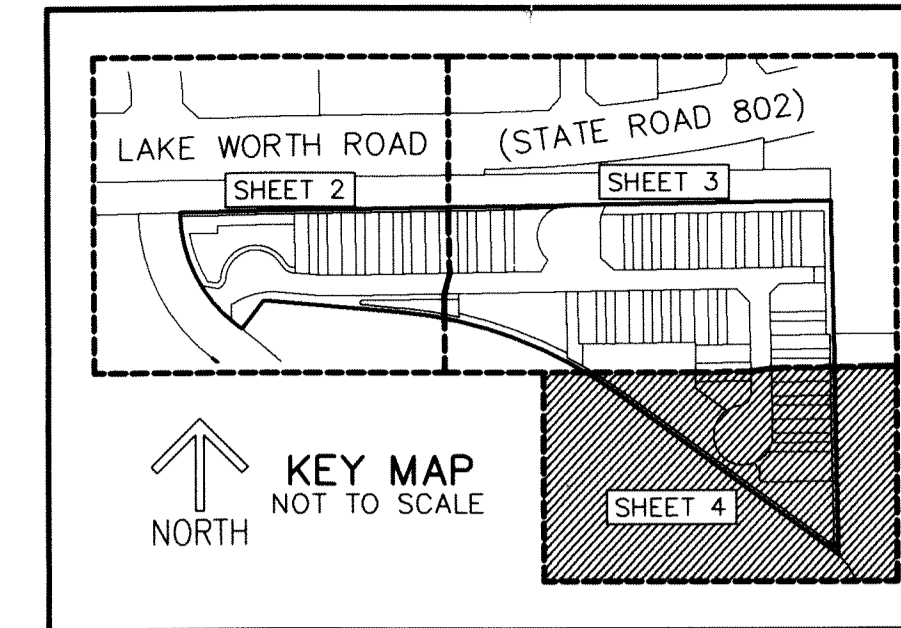 LAKE WORTH ROAD
(STATE ROAD 802)
SHEET 2
SHEET 3
KEY MAP
NOT TO SCALE
NORTH
SHEET 4